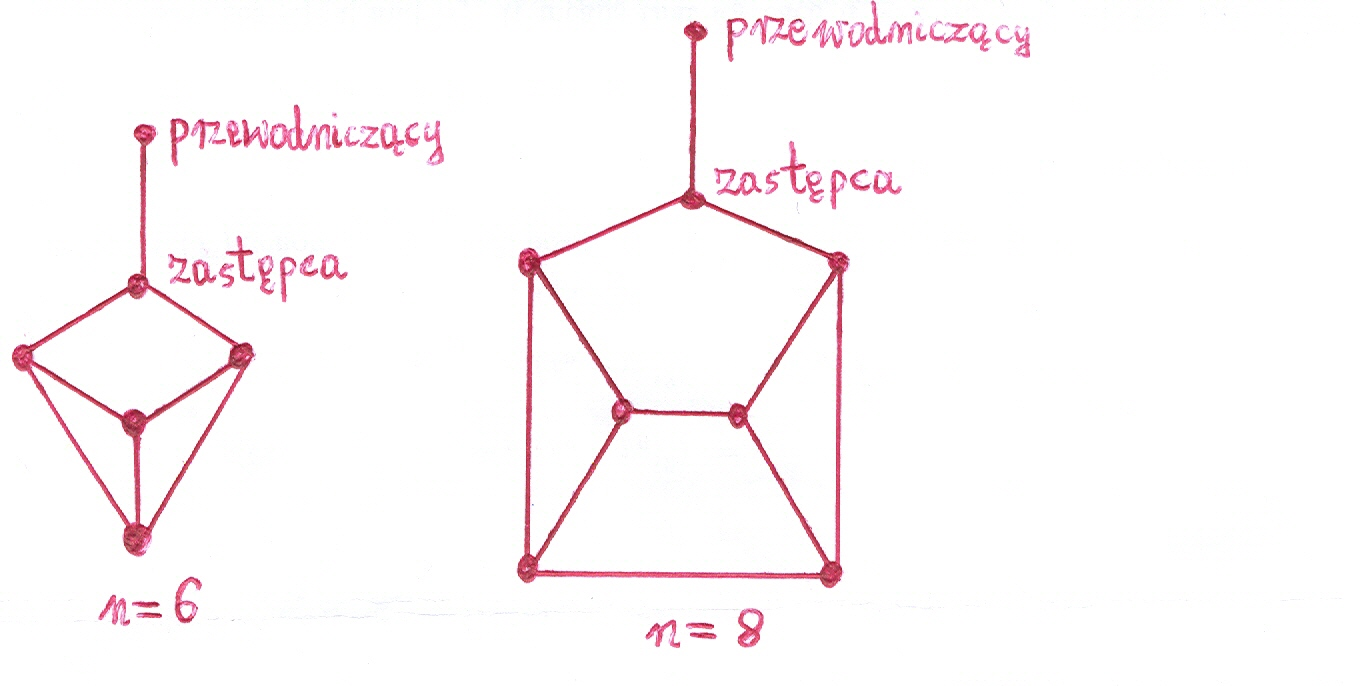 przewodniczący
zastępca
n=6
przewodniczący
zastępca
n=8